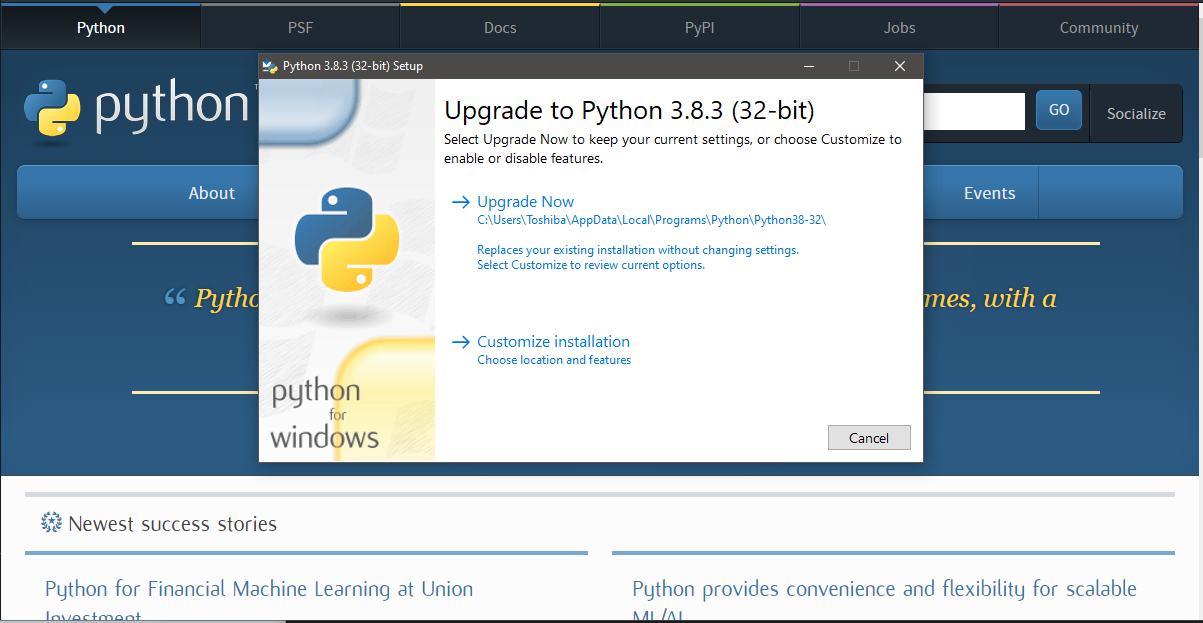 Python PSF Docs PyPI Jobs Community
python
GO Socialize
About Events
“ Pytho
mes, with a
Python 3.8.3 (32-bit) Setup
Upgrade to Python 3.8.3 (32-bit)
Select Upgrade Now to keep your current settings, or choose Customize to
enable or disable features.
Upgrade Now
C:\Users\Toshiba\AppData\Local\Programs\Python\Python38-32\
Replaces your existing installation without changing settings.
Select Customize to review current options.
Customize installation
Choose location and features
python
for
windows
Cancel
Newest success stories
Python for Financial Machine Learning at Union
Investment
Python provides convenience and flexibility for scalable
ML/AI